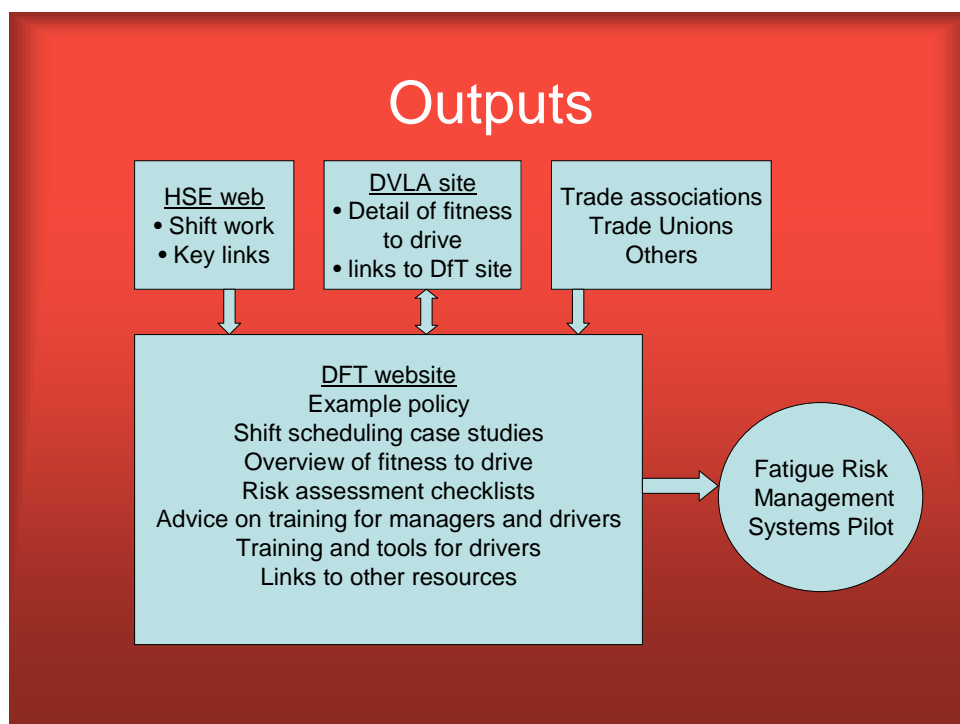 Outputs
HSE web
• Shift work
• Key links
DVLA site
• Detail of fitness
to drive
• links to DfT site
Trade associations
Trade Unions
Others
DFT website
Example policy
Shift scheduling case studies
Overview of fitness to drive
Risk assessment checklists
Advice on training for managers and drivers
Training and tools for drivers
Links to other resources
Fatigue Risk
Management
Systems Pilot